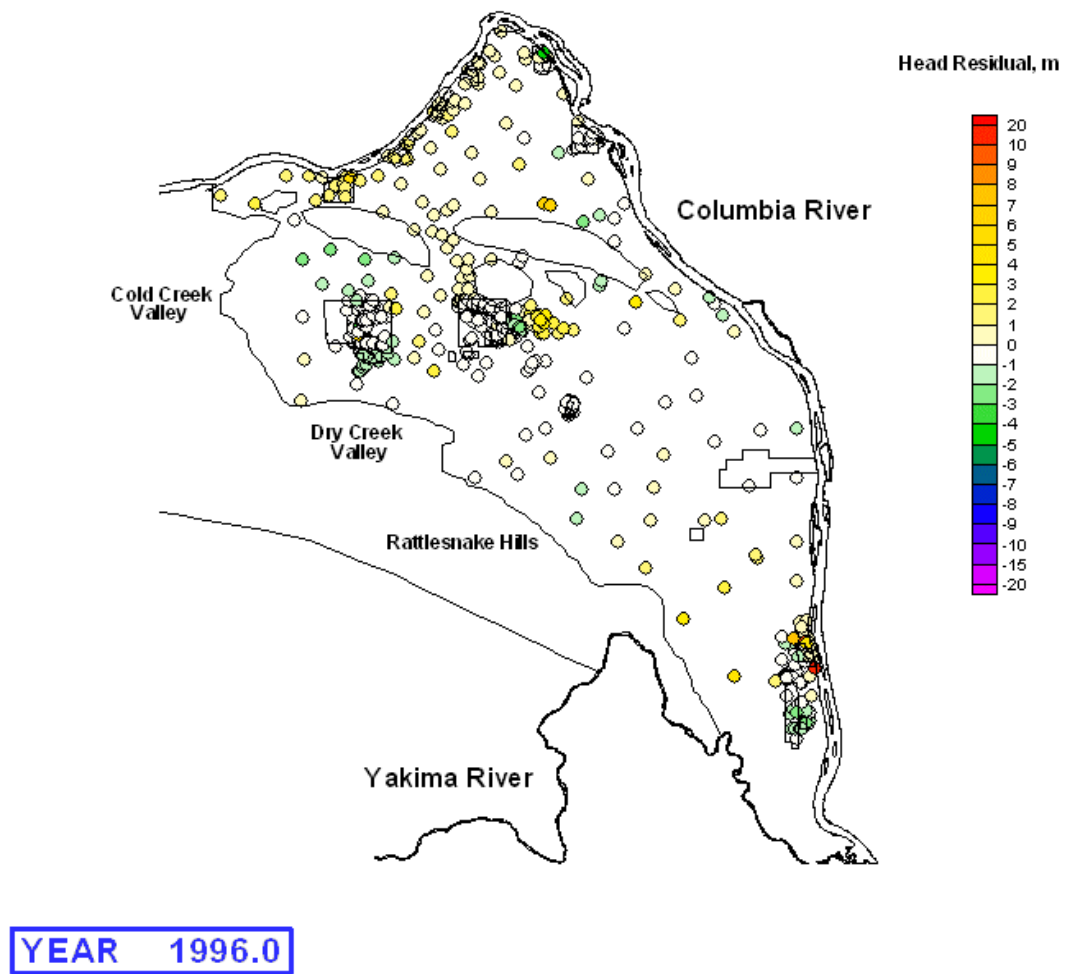 Head Residual, m
20
10
9
8
7
6
5
4
3
2
1
0
-1
-2
-3
-4
-5
-6
-7
-8
-9
-10
-15
-20
Columbia River
Cold Creek
Valley
Dry Creek
Valley
Rattlesnake Hills
Yakima River
YEAR 1996.0